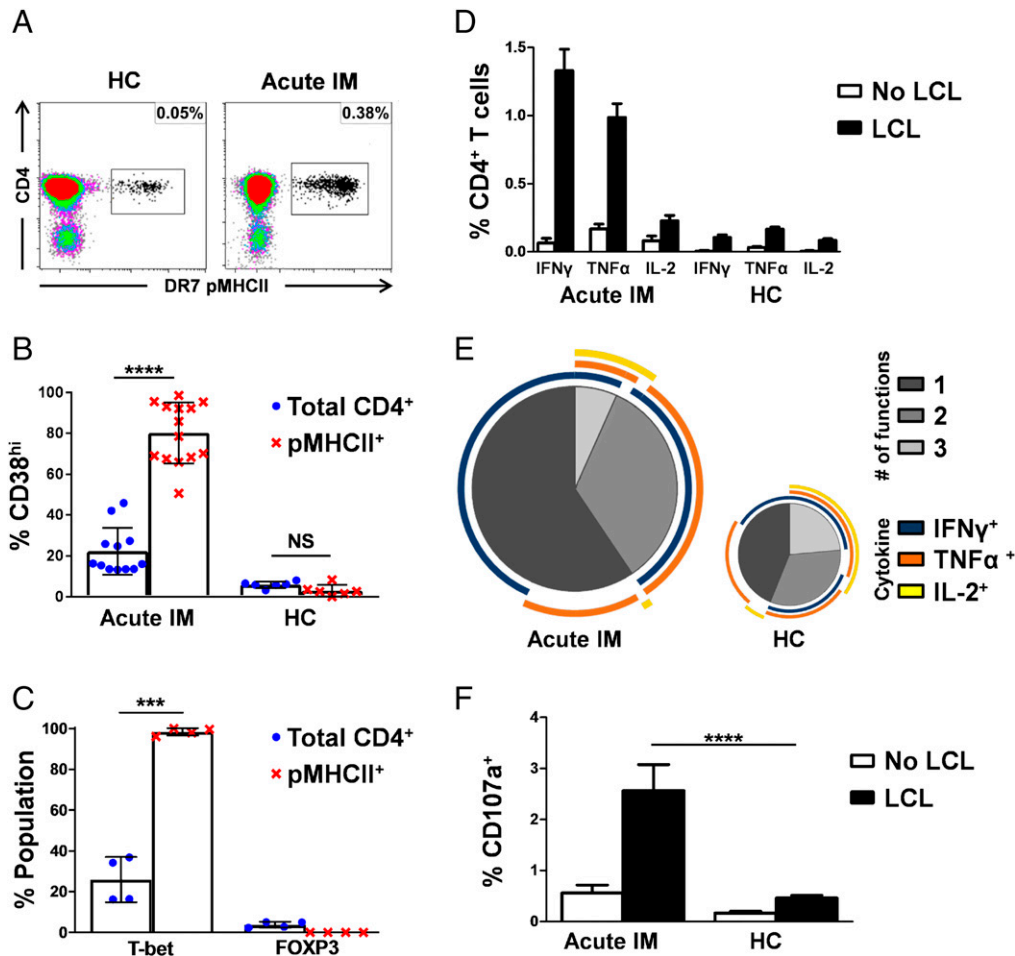 A
HC
Acute IM
0.05%
0.38%
CD4
DR7 pMHCII
B
****
Total CD4⁺
pMHCII⁺
NS
% CD38ʰⁱ
100
80
60
40
20
0
Acute IM
HC
C
***
Total CD4⁺
pMHCII⁺
% Population
100
80
60
40
20
0
T-bet
FOXP3
D
No LCL
LCL
% CD4⁺ T cells
1.5
1.0
0.5
0.0
IFNγ TNFα IL-2 IFNγ TNFα IL-2
Acute IM
HC
E
# of functions
1
2
3
Cytokine
IFNγ⁺
TNFα ⁺
IL-2⁺
Acute IM
HC
F
****
No LCL
LCL
% CD107a⁺
4
3
2
1
0
Acute IM
HC